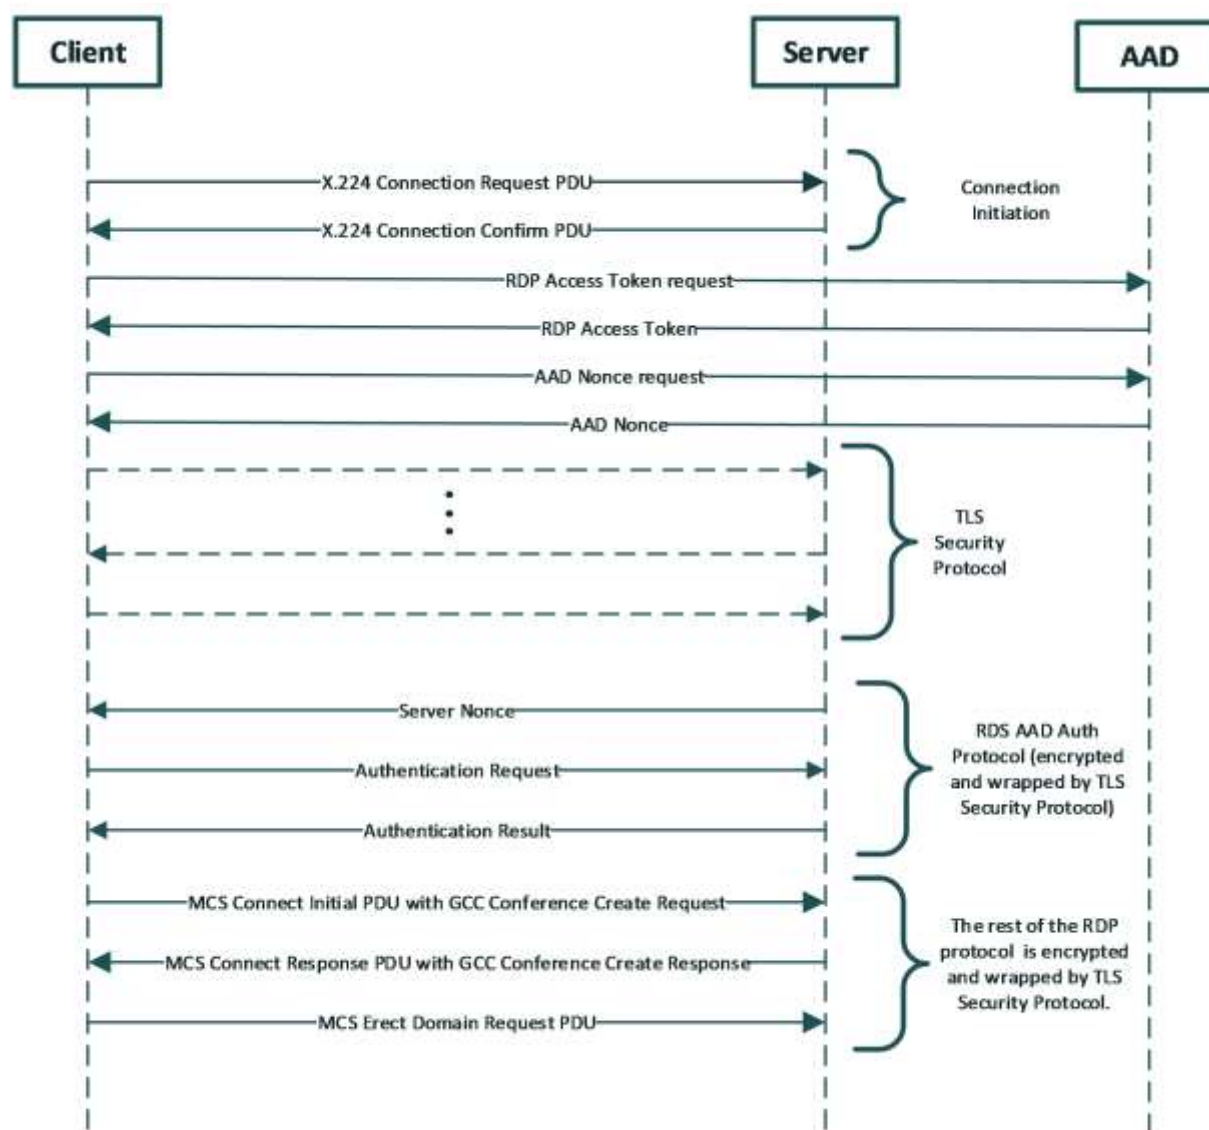 Client
Server
AAD
X.224 Connection Request PDU
Connection
Initiation
X.224 Connection Confirm PDU
RDP Access Token request
RDP Access Token
AAD Nonce request
AAD Nonce
TLS
Security
Protocol
Server Nonce
RDS AAD Auth
Protocol (encrypted
and wrapped by TLS
Security Protocol)
Authentication Request
Authentication Result
MCS Connect Initial PDU with GCC Conference Create Request
The rest of the RDP
protocol is encrypted
and wrapped by TLS
Security Protocol.
MCS Connect Response PDU with GCC Conference Create Response
MCS Erect Domain Request PDU